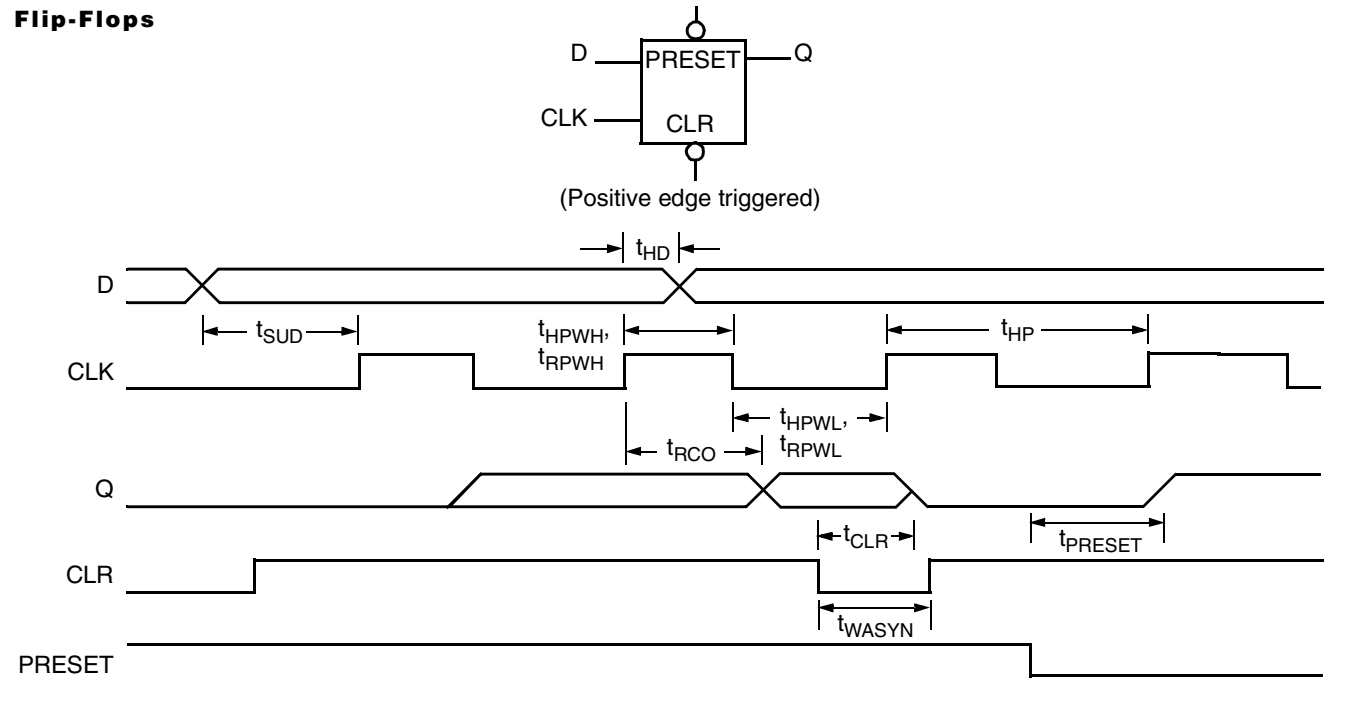 Flip-Flops
D
PRESET
Q
CLK
CLR
(Positive edge triggered)
tHD
D
tSUD
tHPWH,
tRPWH
tHP
CLK
tHPWL,
tRPWL
tRCO
Q
tCLR
tPRESET
CLR
tWASYN
PRESET